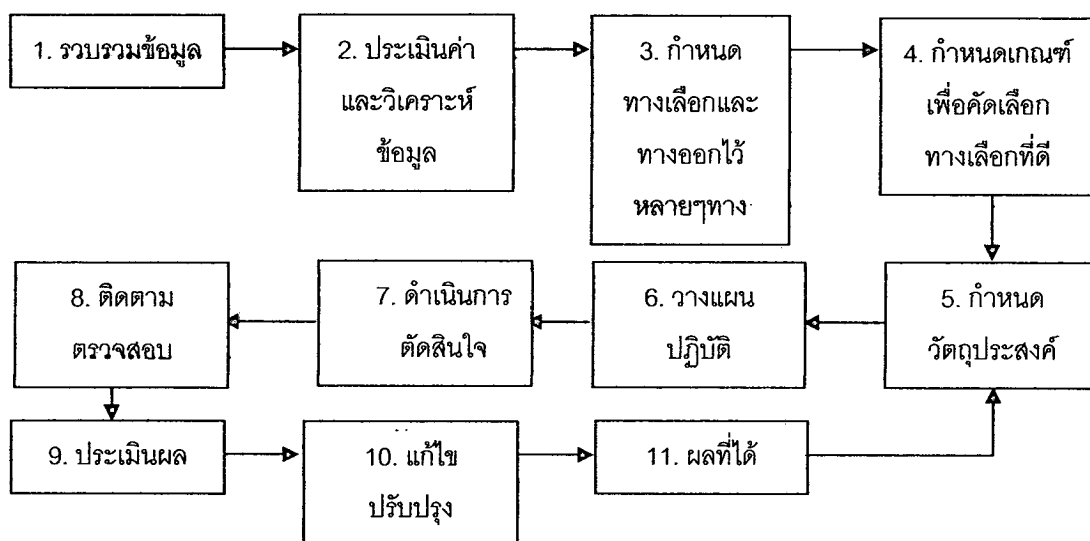 1. รวบรวมข้อมูล
2. ประเมินค่า
และวิเคราะห์
ข้อมูล
3. กำหนด
ทางเลือกและ
ทางออกไว้
หลายๆทาง
4. กำหนดเกณฑ์
เพื่อคัดเลือก
ทางเลือกที่ดี
5. กำหนด
วัตถุประสงค์
6. วางแผน
ปฏิบัติ
7. ดำเนินการ
ตัดสินใจ
8. ติดตาม
ตรวจสอบ
9. ประเมินผล
10. แก้ไข
ปรับปรุง
11. ผลที่ได้